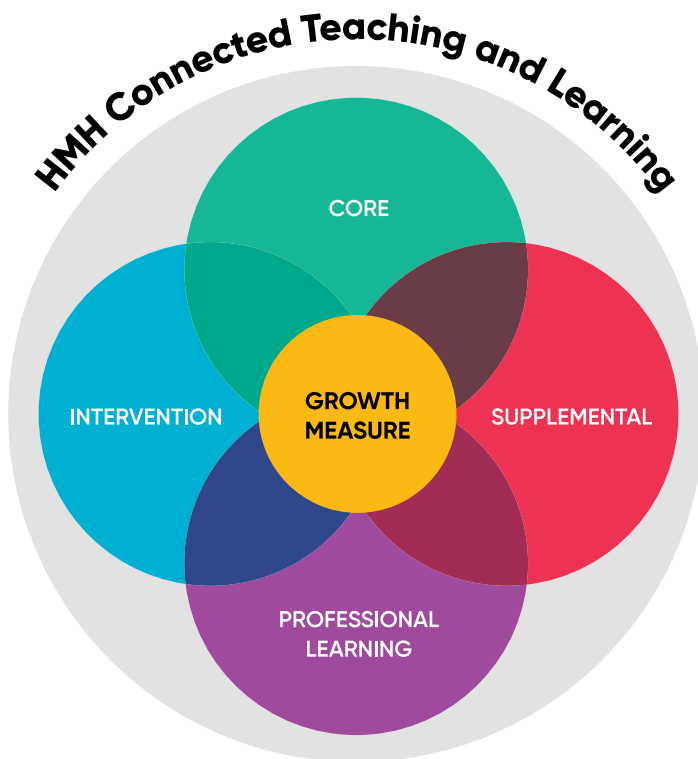 HMH Connected Teaching and Learning
CORE
INTERVENTION
GROWTH
MEASURE
SUPPLEMENTAL
PROFESSIONAL
LEARNING